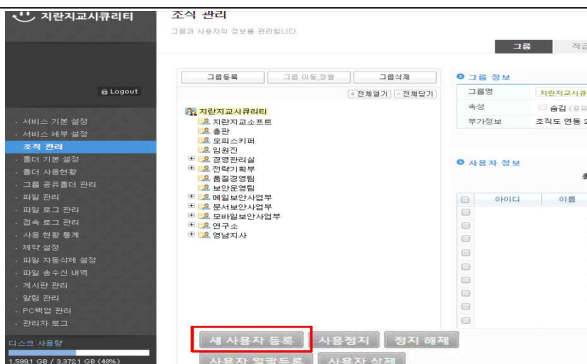 지란지교시큐리티
조직 관리
그룹과 사용자의 정보를 관리합니다.
그룹
Logout
그룹등록
그룹 이동,정렬
그룹삭제
전체열기
전체닫기
· 서비스 기본 설정
· 서비스 세부 설정
· 조직 관리
· 폴더 기본 설정
· 폴더 사용현황
· 그룹 공유폴더 관리
· 파일 관리
· 파일 로그 관리
· 접속 로그 관리
· 사용 현황 통계
· 제약 설정
· 파일 자동삭제 설정
· 파일 송수신 내역
· 게시판 관리
· 알림 관리
· PC백업 관리
· 관리자 로그
디스크 사용량
1,599.1 GB / 3,372.1 GB (48%)
지란지교시큐리티
지란지교소프트
총판
오피스키퍼
임원진
경영관리실
전략기획부
품질경영팀
보안운영팀
메일보안사업부
문서보안사업부
모바일보안사업부
연구소
영남지사
새 사용자 등록
사용정지
정지 해제
사용자 일괄등록
사용자 삭제
그룹 정보
그룹명
지란지교시큐
속성
숨김
부가정보
조직도 연동
사용자 정보
아이디
이름